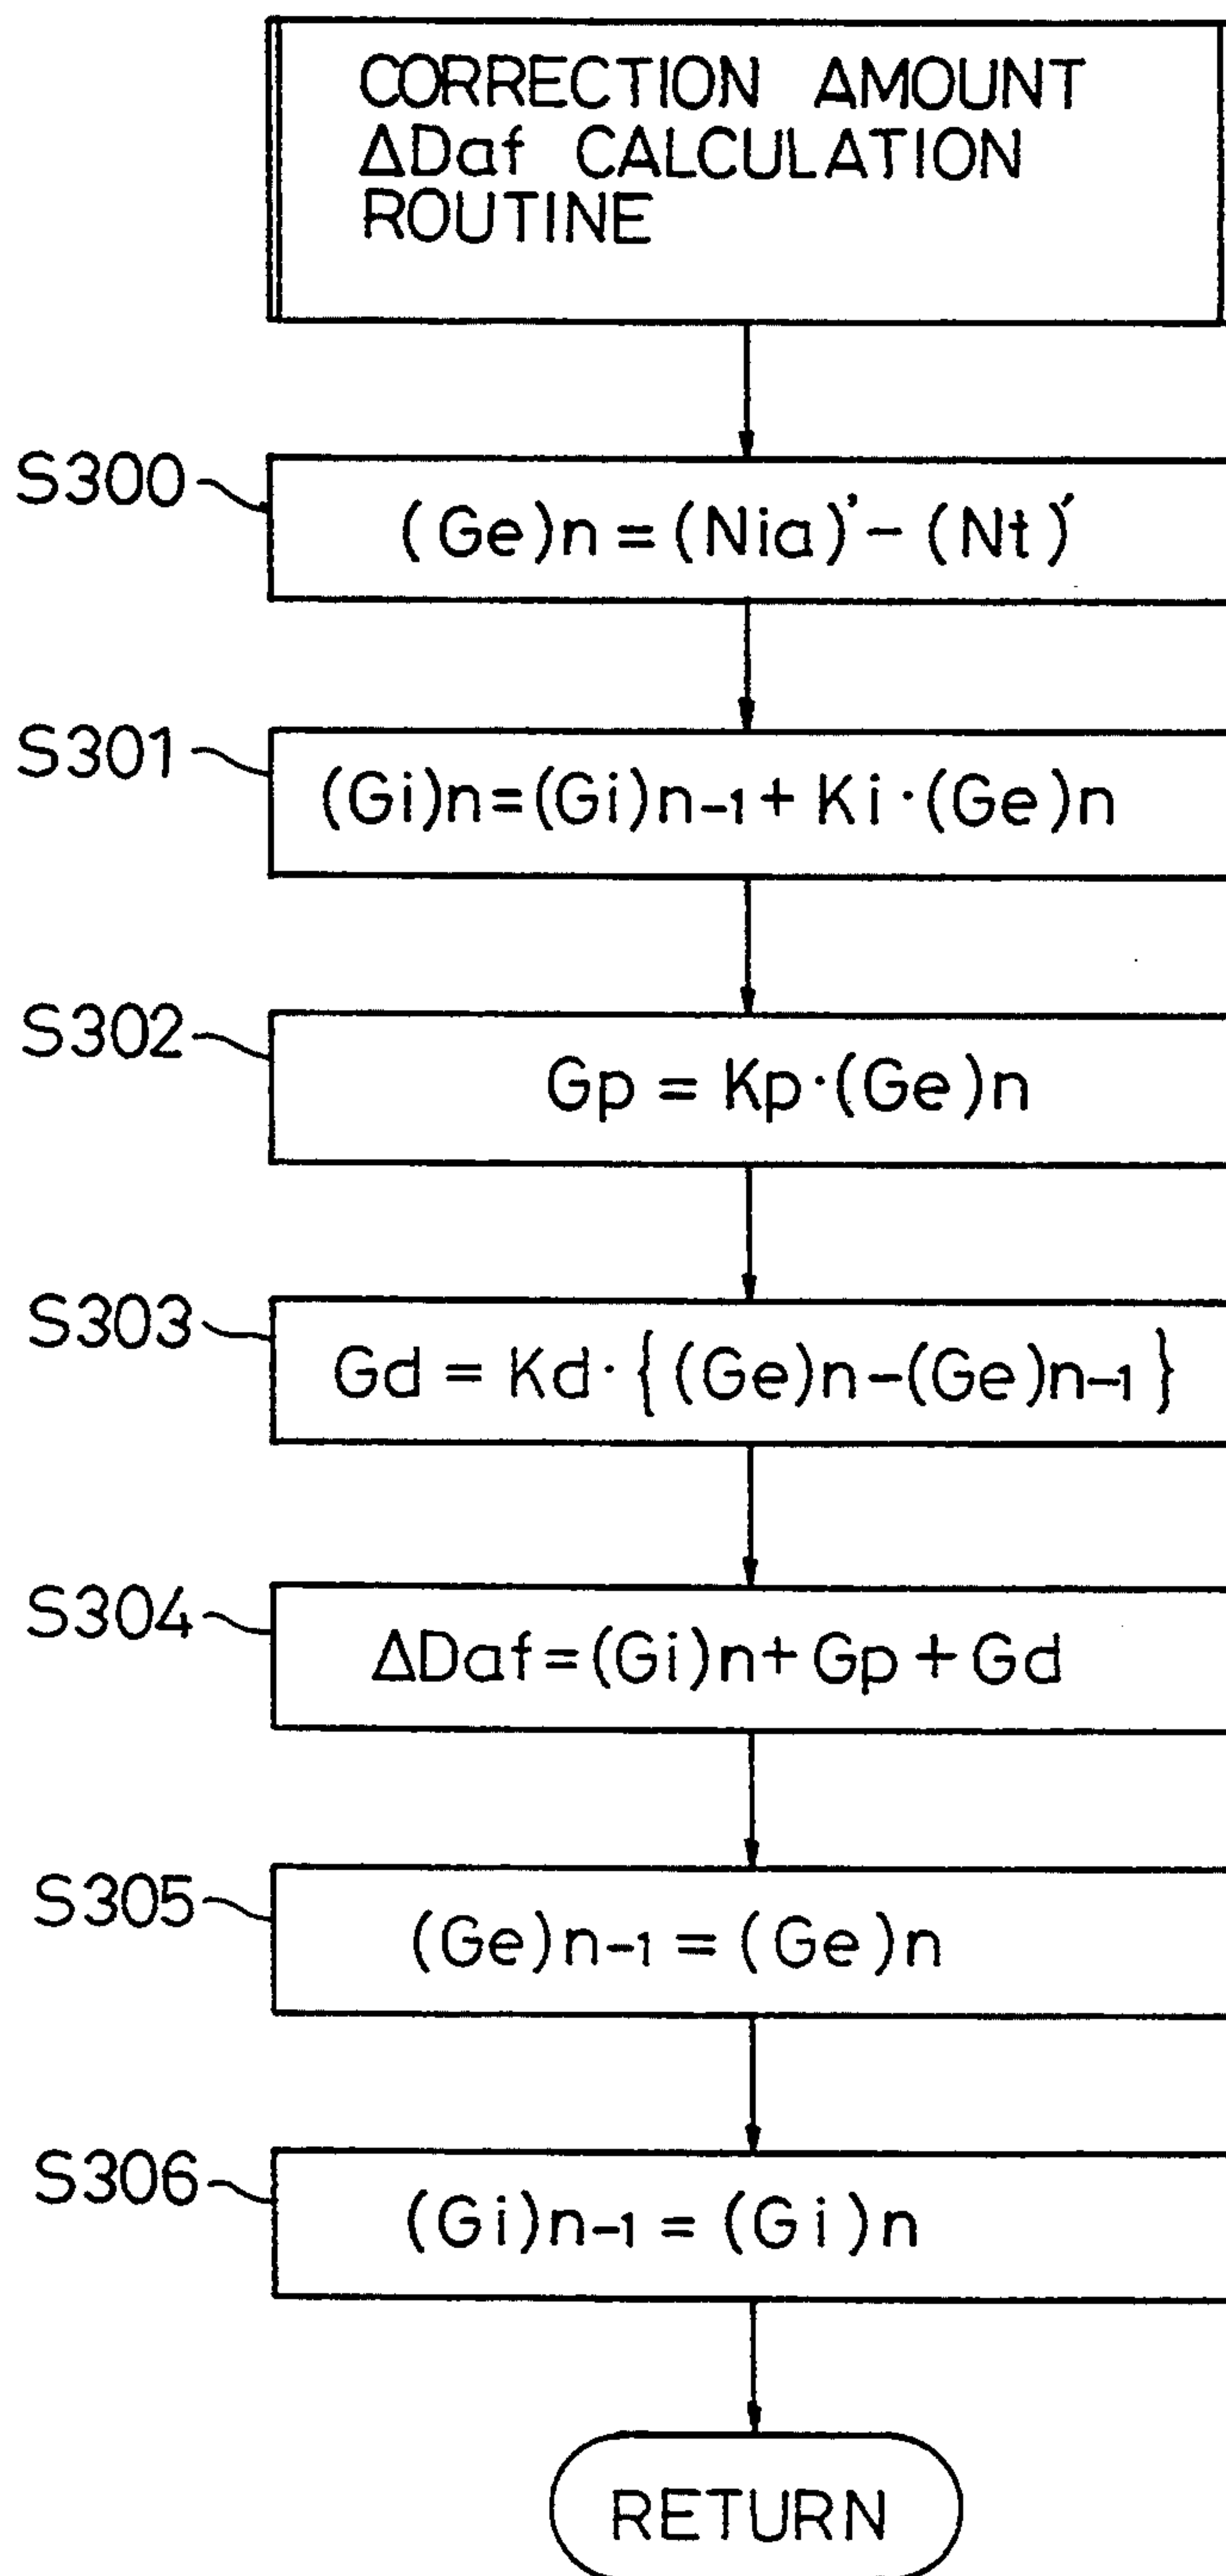 CORRECTION AMOUNT
ΔDaf CALCULATION
ROUTINE
S300
(Ge)n = (Nia)' - (Nt)'
S301
(Gi)n = (Gi)n-1 + Ki·(Ge)n
S302
Gp = Kp·(Ge)n
S303
Gd = Kd·{(Ge)n-(Ge)n-1}
S304
ΔDaf = (Gi)n + Gp + Gd
S305
(Ge)n-1 = (Ge)n
S306
(Gi)n-1 = (Gi)n
RETURN